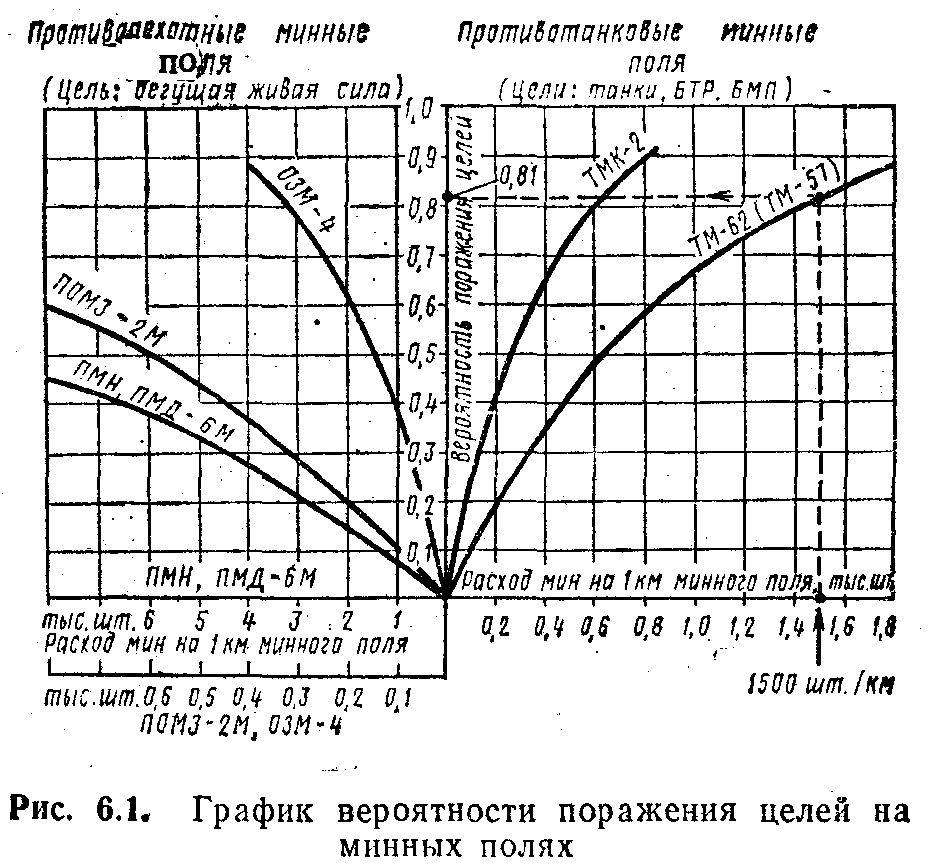 Противопехотные минные
поля
(Цель: бегущая живая сила)
Противотанковые минные
поля
(Цели: танки, БТР, БМП)
1,0
0,9
0,8
0,7
0,6
0,5
0,4
0,3
0,2
0,1
0,81
Вероятность поражения целей
ОЗМ-4
ПОМЗ-2М
ПМН, ПМД-6М
ТМК-2
ТМ-62 (ТМ-57)
ПМН, ПМД-6М
тыс.шт. 6 5 4 3 2 1
Расход мин на 1 км минного поля
тыс.шт. 0,6 0,5 0,4 0,3 0,2 0,1
ПОМЗ-2М, ОЗМ-4
Расход мин на 1 км минного поля, тыс.шт
0,2 0,4 0,6 0,8 1,0 1,2 1,4 1,6 1,8
1500 шт./км
Рис. 6.1. График вероятности поражения целей на
минных полях